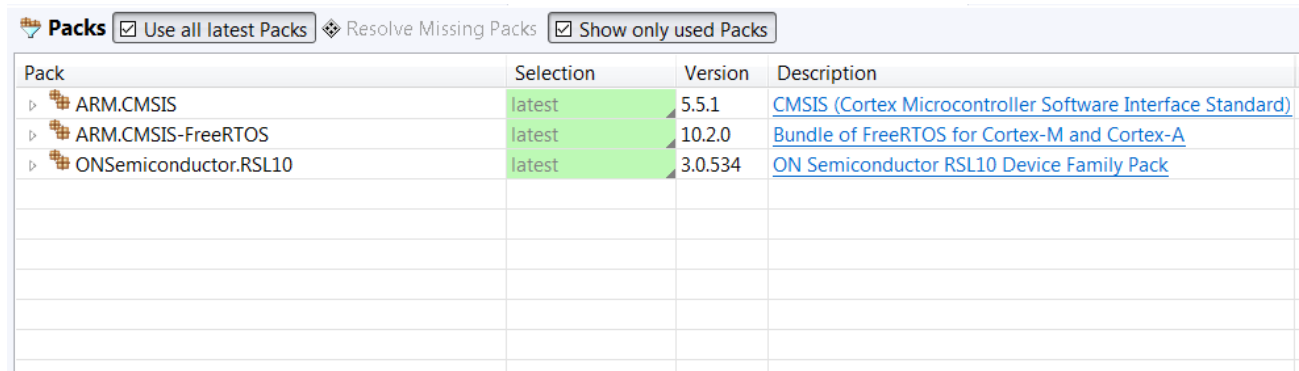 Packs Use all latest Packs Resolve Missing Packs Show only used Packs
Pack Selection Version Description
ARM.CMSIS latest 5.5.1 CMSIS (Cortex Microcontroller Software Interface Standard)
ARM.CMSIS-FreeRTOS latest 10.2.0 Bundle of FreeRTOS for Cortex-M and Cortex-A
ONSemiconductor.RSL10 latest 3.0.534 ON Semiconductor RSL10 Device Family Pack